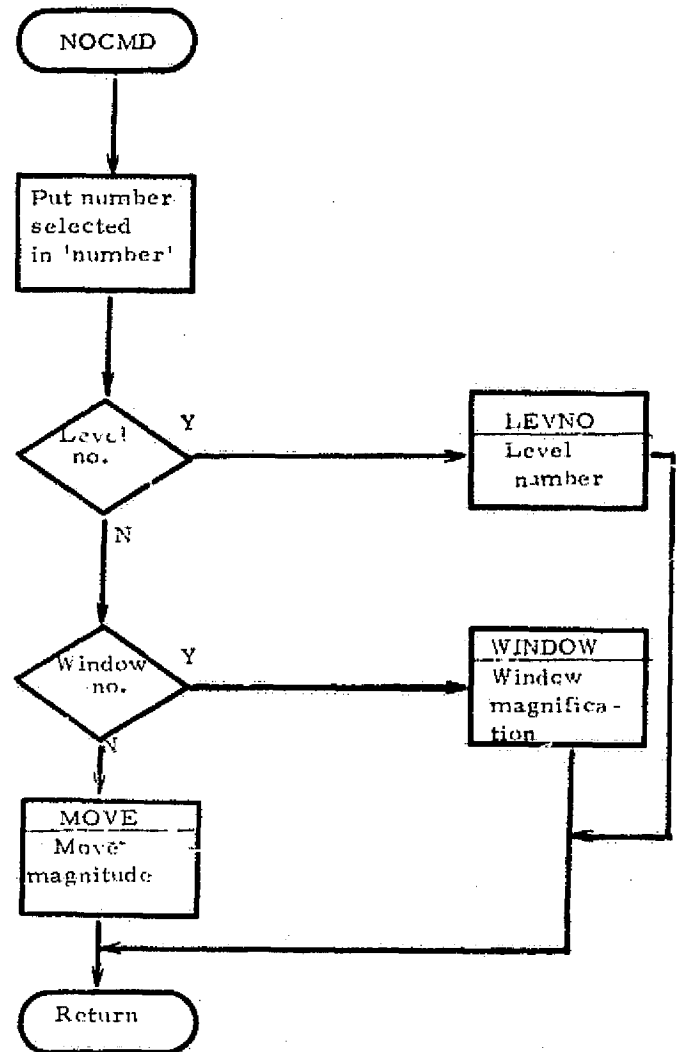 NOCMD
Put number
selected
in 'number'
Level
no.
Y
N
LEVNO
Level
number
Window
no.
Y
N
WINDOW
Window
magnifica-
tion
MOVE
Move
magnitude
Return